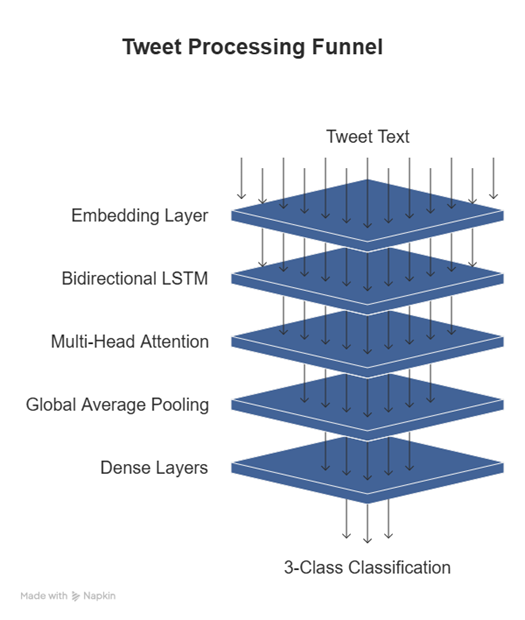 Tweet Processing Funnel
Tweet Text
Embedding Layer
Bidirectional LSTM
Multi-Head Attention
Global Average Pooling
Dense Layers
3-Class Classification
Made with Napkin